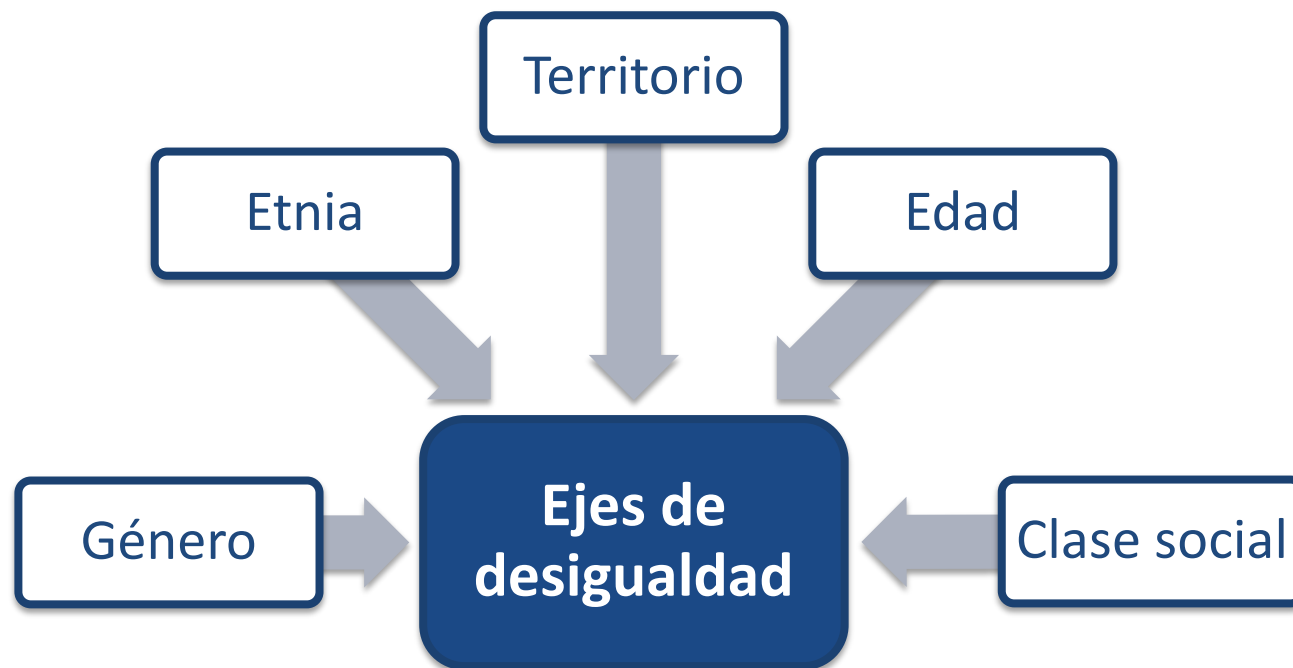 Territorio
Etnia
Edad
Género
Ejes de
desigualdad
Clase social